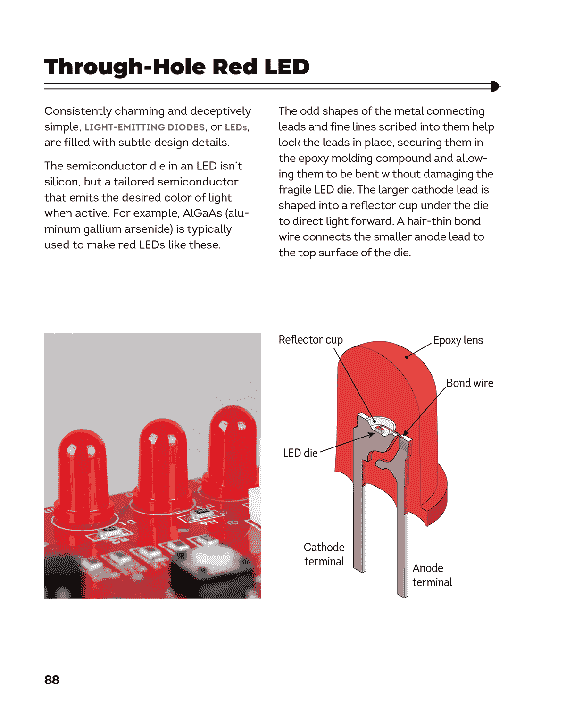 Through-Hole Red LED
Consistently charming and deceptively
simple, LIGHT-EMITTING DIODES, or LEDs,
are filled with subtle design details.
The semiconductor die in an LED isn't
silicon, but a tailored semiconductor
that emits the desired color of light
when active. For example, AlGaAs (alu-
minum gallium arsenide) is typically
used to make red LEDs like these.
The odd shapes of the metal connecting
leads and fine lines scribed into them help
lock the leads in place, securing them in
the epoxy molding compound and allow-
ing them to be bent without damaging the
fragile LED die. The larger cathode lead is
shaped into a reflector cup under the die
to direct light forward. A hair-thin bond
wire connects the smaller anode lead to
the top surface of the die.
Reflector cup
Epoxy lens
Bond wire
LED die
Cathode
terminal
Anode
terminal
88